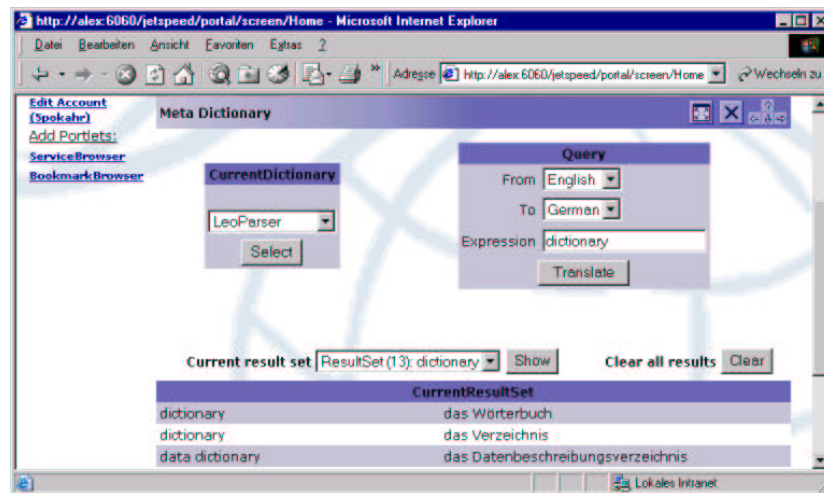 http://alex:6060/jetspeed/portal/screen/Home - Microsoft Internet Explorer
Datei Bearbeiten Ansicht Favoriten Extras ?
» Adresse http://alex:6060/jetspeed/portal/screen/Home Wechseln zu
Edit Account
(5pokahr)
Add Portlets:
ServiceBrowser
BookmarkBrowser
Meta Dictionary
?
CurrentDictionary
LeoParser
Select
Query
From English
To German
Expression dictionary
Translate
Current result set ResultSet (13): dictionary Show Clear all results Clear
CurrentResultSet
dictionary das Wörterbuch
dictionary das Verzeichnis
data dictionary das Datenbeschreibungsverzeichnis
Lokales Intranet